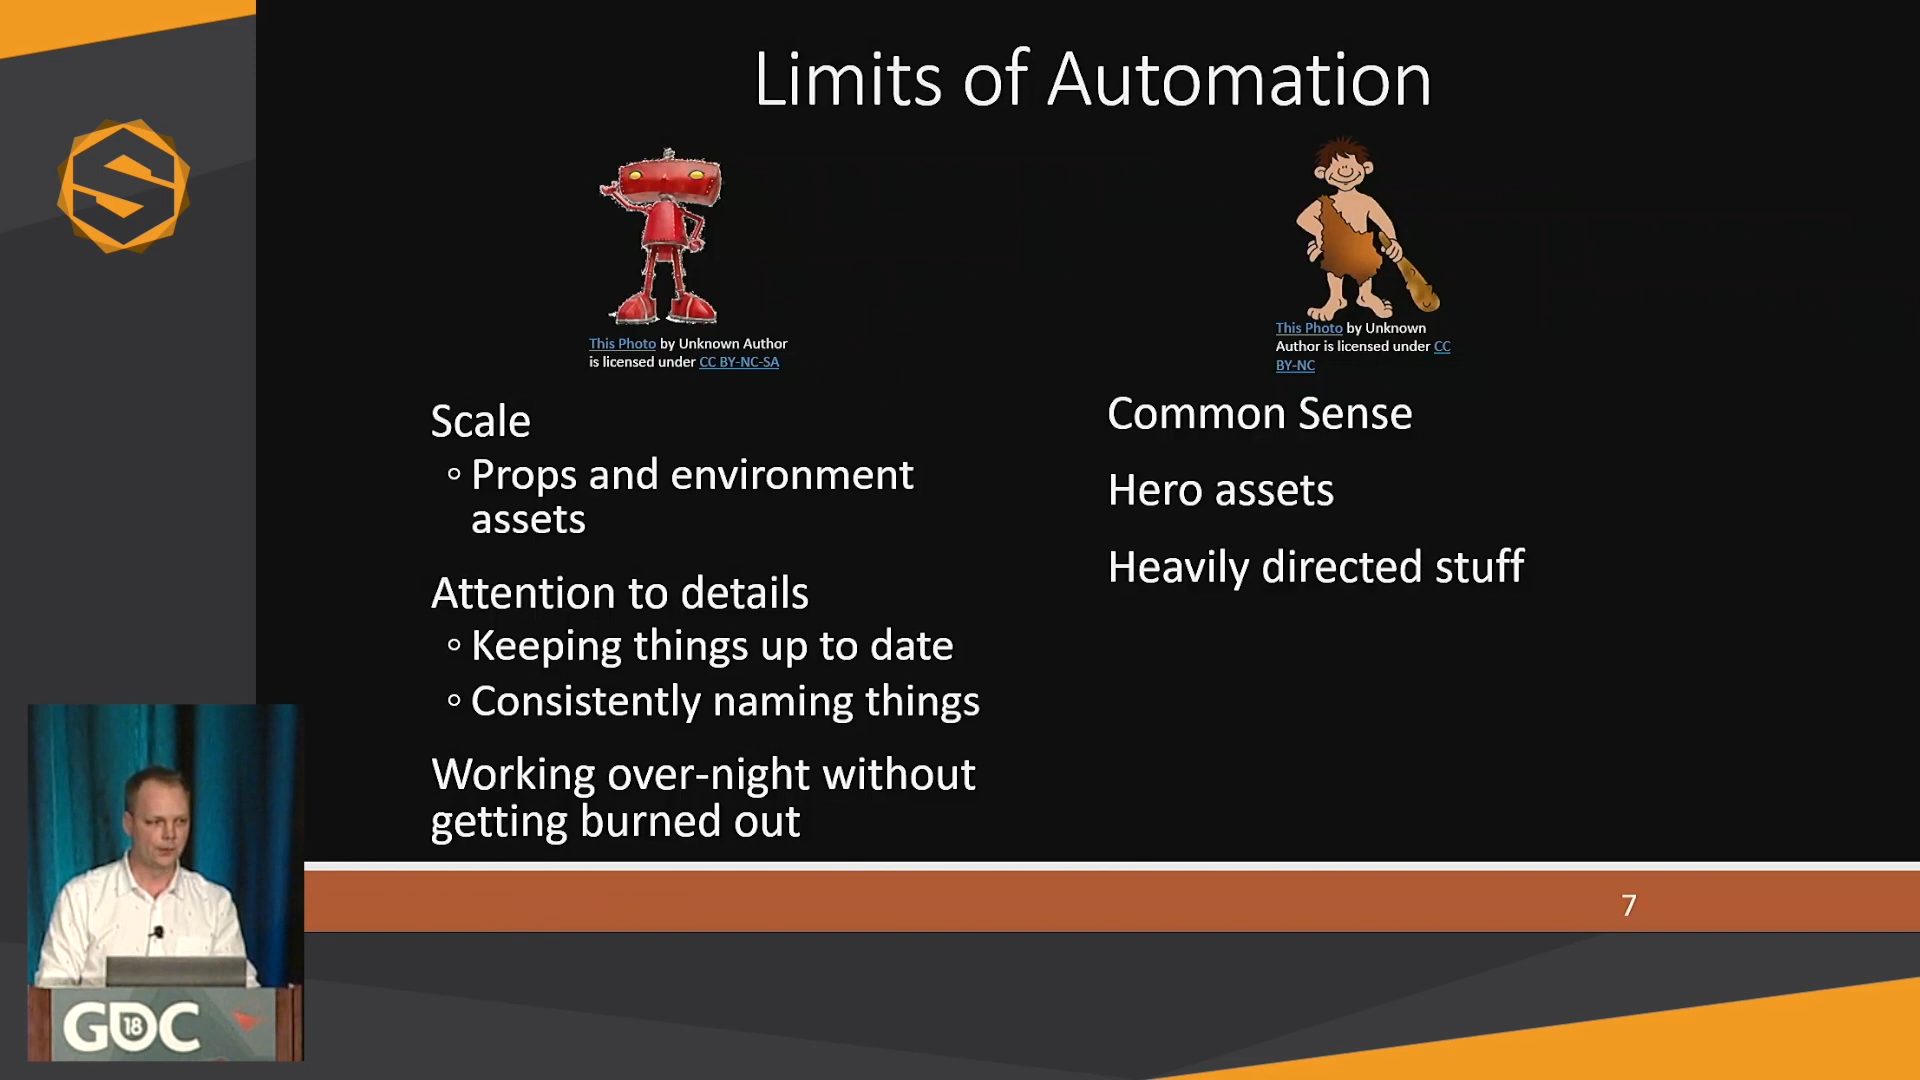 Limits of Automation
This Photo by Unknown Author
is licensed under CC BY-NC-SA
Scale
◦ Props and environment
assets
Attention to details
◦ Keeping things up to date
◦ Consistently naming things
Working over-night without
getting burned out
This Photo by Unknown
Author is licensed under CC
BY-NC
Common Sense
Hero assets
Heavily directed stuff
7
GDC
18